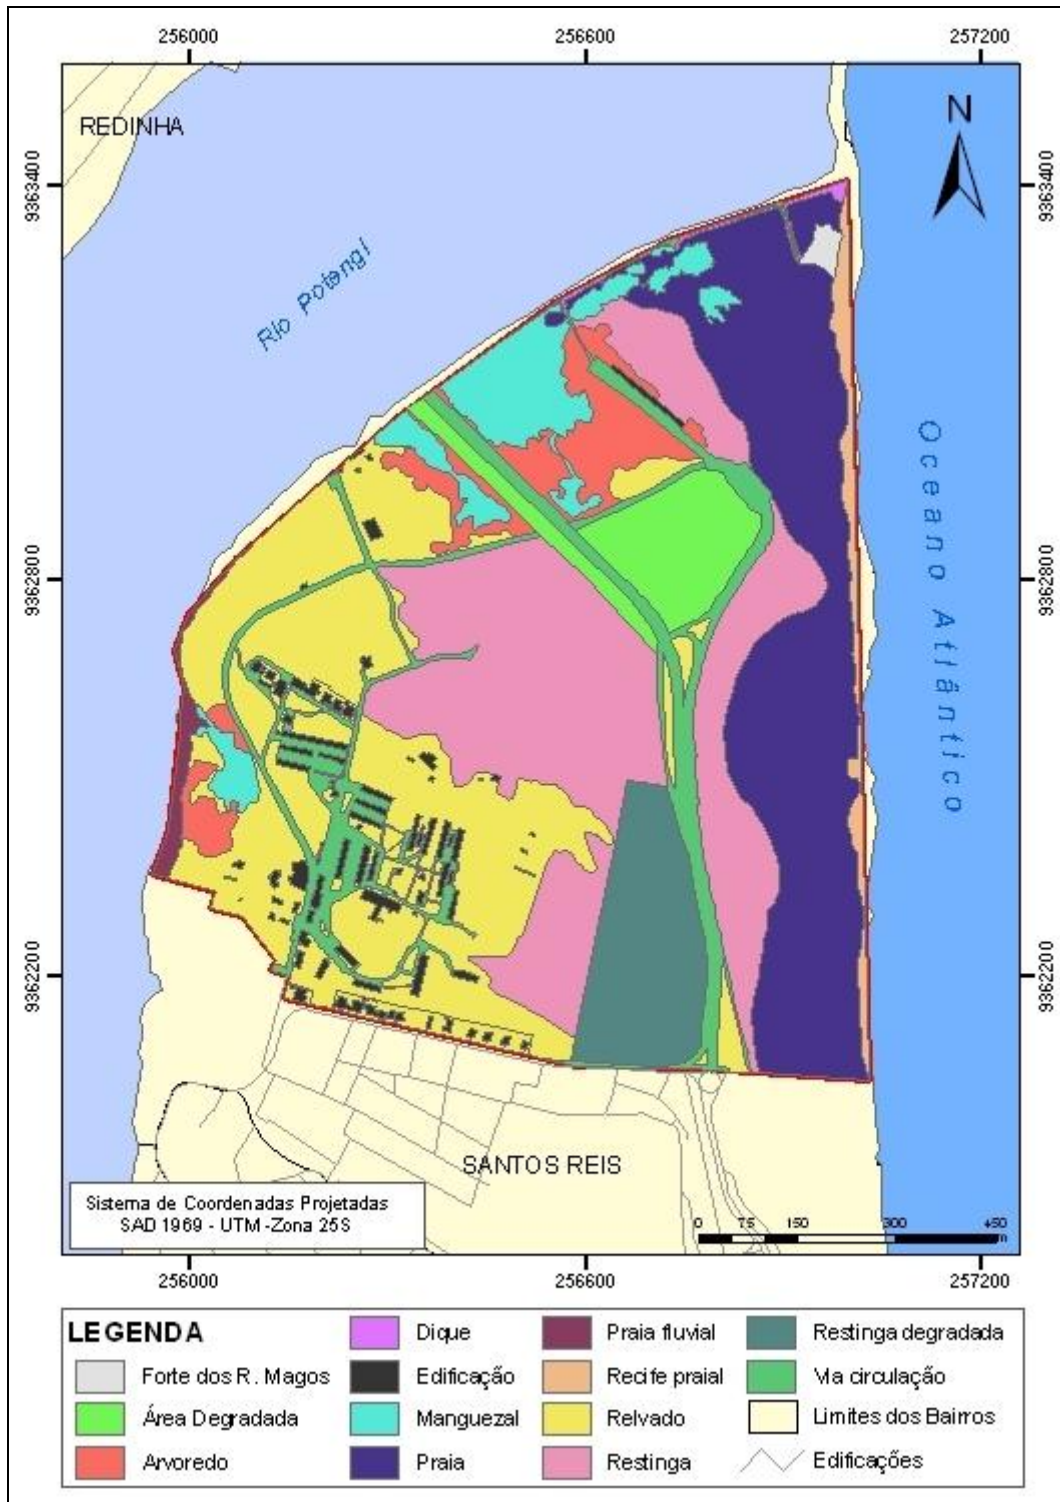 256000 256600 257200
REDINHA
N
9363400 9363400
Rio Potengi
Oceano Atlântico
9362800 9362800
9362200 9362200
SANTOS REIS
Sistema de Coordenadas Projetadas
SAD 1969 - UTM -Zona 25S
0 75 150 300 450
m
256000 256600 257200
LEGENDA
Forte dos R. Magos
Área Degradada
Arvoredo
Dique
Edificação
Manguezal
Praia
Praia fluvial
Recife praial
Relvado
Restinga
Restinga degradada
Via circulação
Limites dos Bairros
Edificações